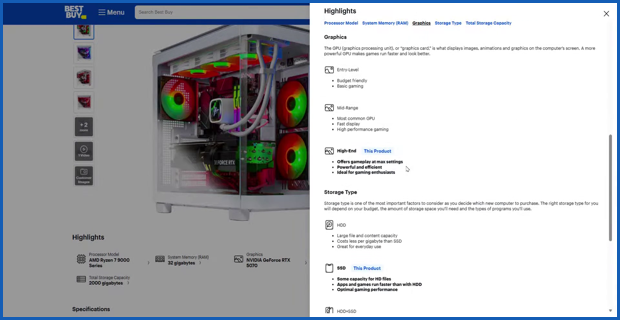 BEST
BUY
Menu
Search Best Buy
+ 2
GEFORCE RTX
Highlights
Processor Model
AMD Ryzen 7 8000
Series
System Memory (RAM)
32 gigabytes
Graphics
NVIDIA GeForce RTX
5070
Total Storage Capacity
2000 gigabytes
Specifications
Highlights
Processor Model System Memory (RAM) Graphics Storage Type Total Storage Capacity
Graphics
The GPU (graphics processing unit), or "graphics card," is what displays images, animations and graphics on the computer's screen. A more
powerful GPU makes games run faster and look better.
Entry-Level
• Budget friendly
• Basic gaming
Mid-Range
• Most common GPU
• Fast display
• High performance gaming
High-End This Product
• Offers gameplay at max settings
• Powerful and efficient
• Ideal for gaming enthusiasts
Storage Type
Storage type is one of the most important factors to consider as you decide which new computer to purchase. The right storage type for you
will depend on your budget, the amount of storage space you'll need and the types of programs you'll use.
HDD
• Large file and content capacity
• Costs less per gigabyte than SSD
• Great for everyday use
SSD This Product
• Some capacity for HD files
• Apps and games run faster than with HDD
• Optimal gaming performance
HDD+SSD